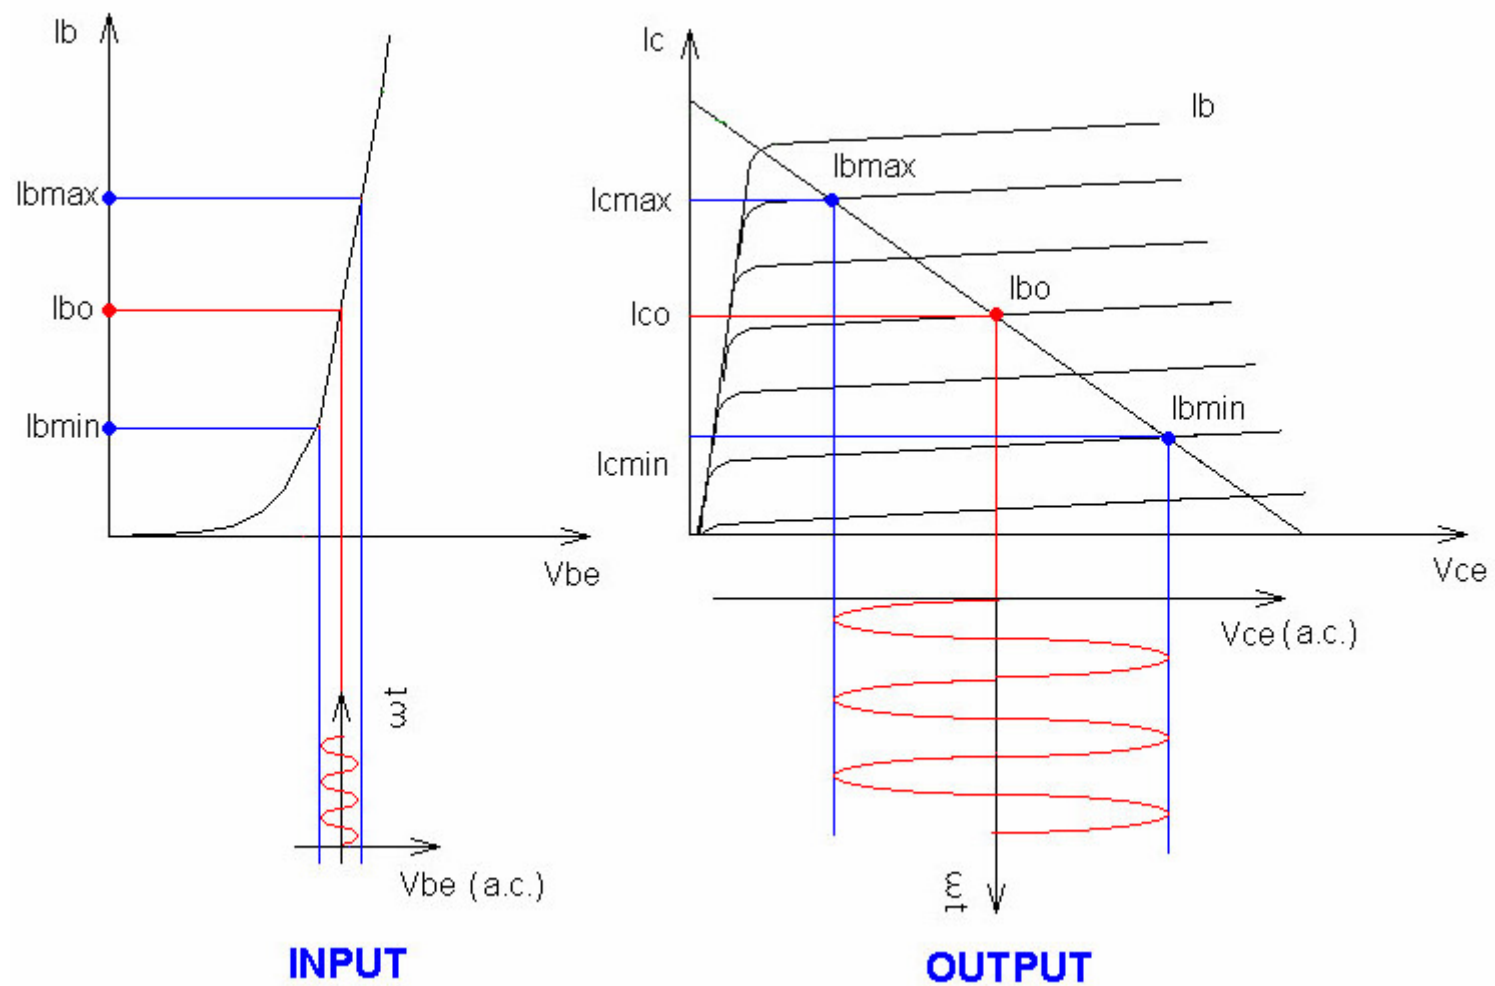 Ib
Ibmax
Ibo
Ibmin
Vbe
ωt
Vbe (a.c.)
INPUT
Ic
Ib
Ibmax
Icmax
Ibo
Ico
Ibmin
Icmin
Vce
Vce (a.c.)
ωt
OUTPUT